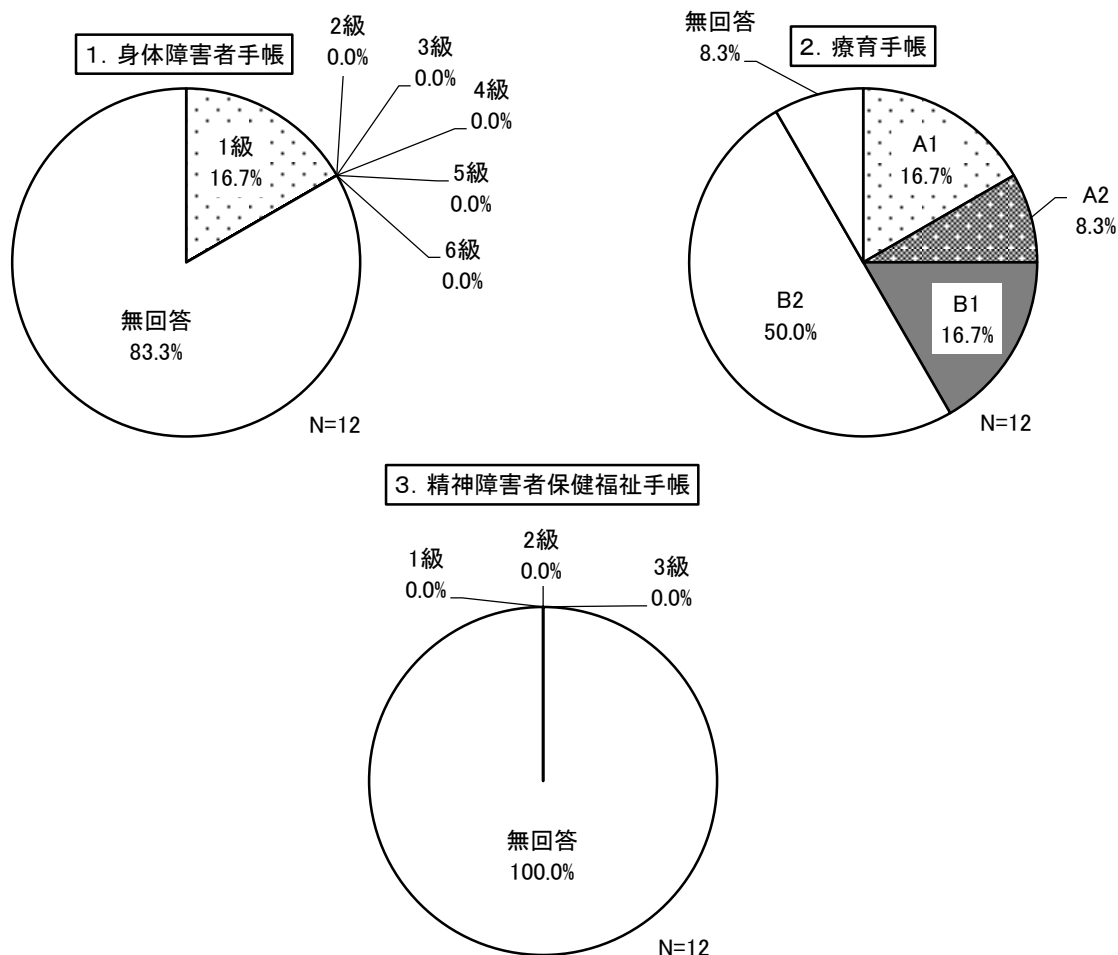 1．身体障害者手帳
2級
0.0%
3級
0.0%
4級
0.0%
5級
0.0%
6級
0.0%
1級
16.7%
無回答
83.3%
N=12
2．療育手帳
無回答
8.3%
A1
16.7%
A2
8.3%
B1
16.7%
B2
50.0%
N=12
3．精神障害者保健福祉手帳
1級
0.0%
2級
0.0%
3級
0.0%
無回答
100.0%
N=12